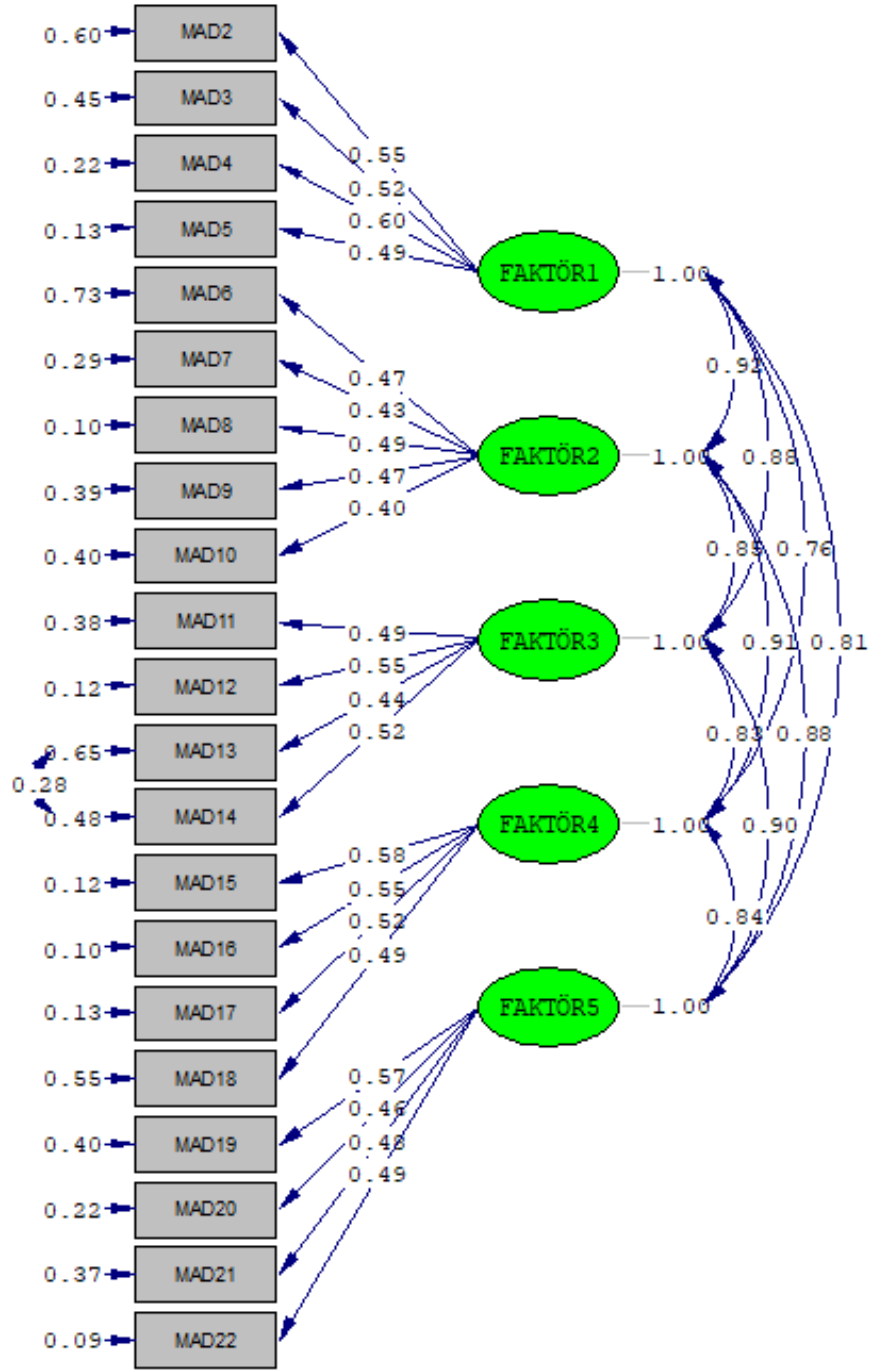 0.60 MAD2
0.45 MAD3
0.22 MAD4
0.13 MAD5
0.73 MAD6
0.29 MAD7
0.10 MAD8
0.39 MAD9
0.40 MAD10
0.38 MAD11
0.12 MAD12
0.65 MAD13
0.28
0.48 MAD14
0.12 MAD15
0.10 MAD16
0.13 MAD17
0.55 MAD18
0.40 MAD19
0.22 MAD20
0.37 MAD21
0.09 MAD22
0.55
0.52
0.60
0.49
0.47
0.43
0.49
0.47
0.40
0.49
0.55
0.44
0.52
0.58
0.55
0.52
0.49
0.57
0.46
0.48
0.49
FAKTÖR1 1.00
FAKTÖR2 1.00
FAKTÖR3 1.00
FAKTÖR4 1.00
FAKTÖR5 1.00
0.92
0.88
0.85 0.76
0.91 0.81
0.83 0.88
0.90
0.84